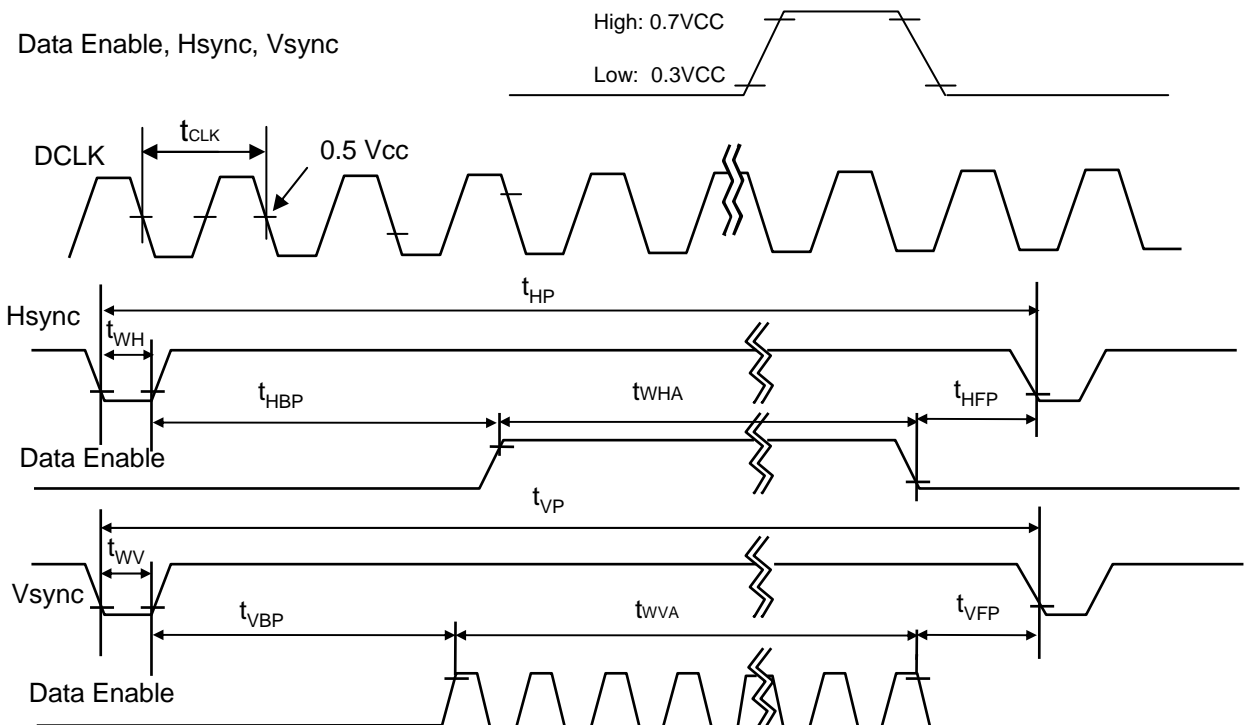 High: 0.7VCC
Data Enable, Hsync, Vsync
Low: 0.3VCC
tCLK
DCLK
0.5 Vcc
tHP
Hsync
tWH
tHBP
tWHA
tHFP
Data Enable
tVP
tWV
Vsync
tVBP
tWVA
tVFP
Data Enable